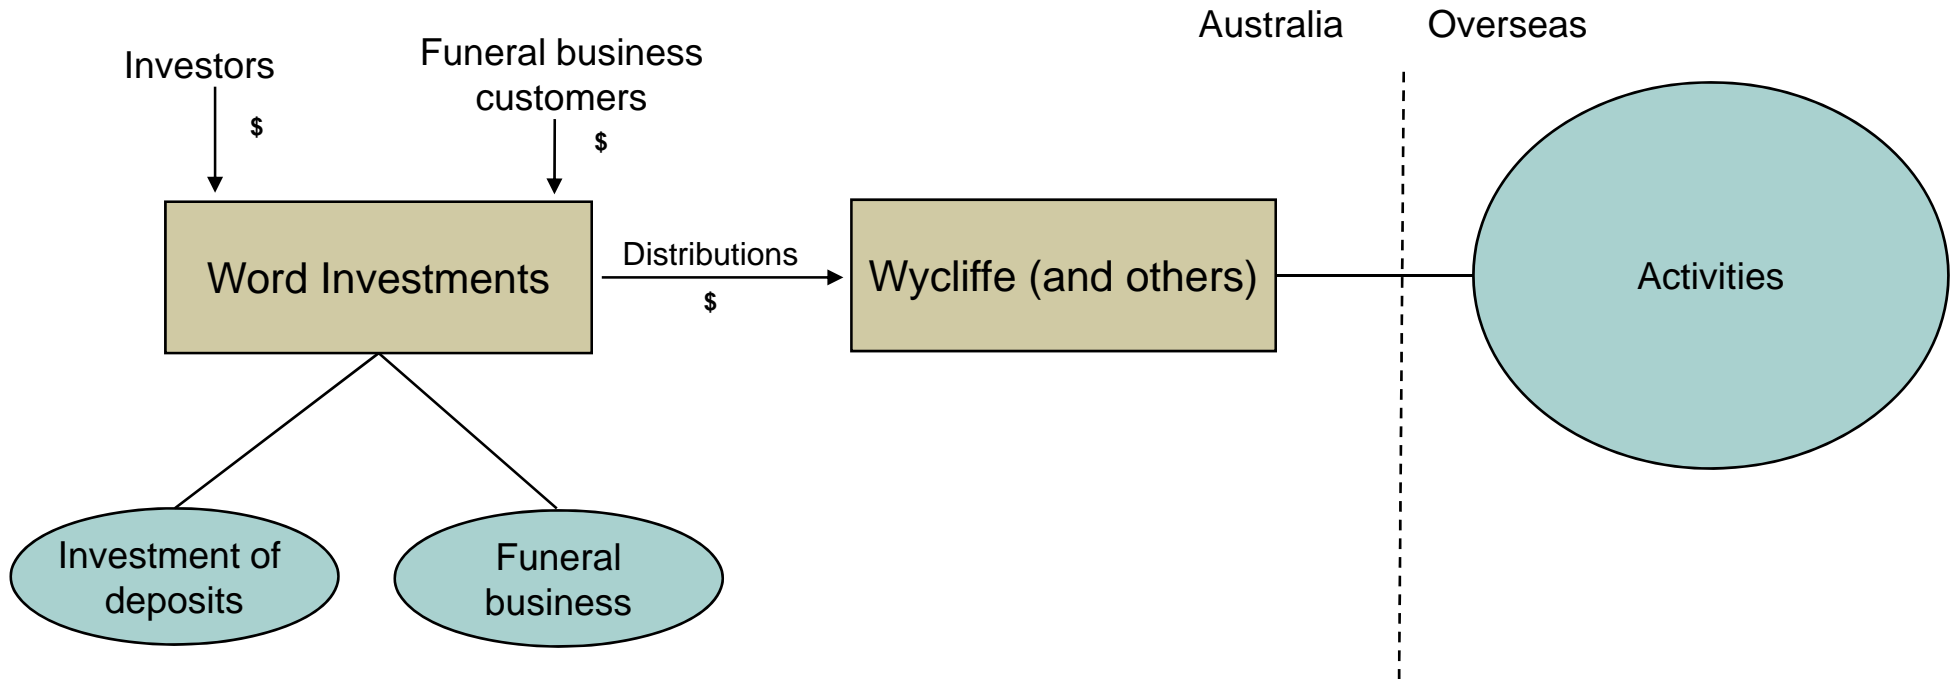 Australia
Overseas
Investors
Funeral business
customers
$
$
Word Investments
Distributions
$
Wycliffe (and others)
Activities
Investment of
deposits
Funeral
business